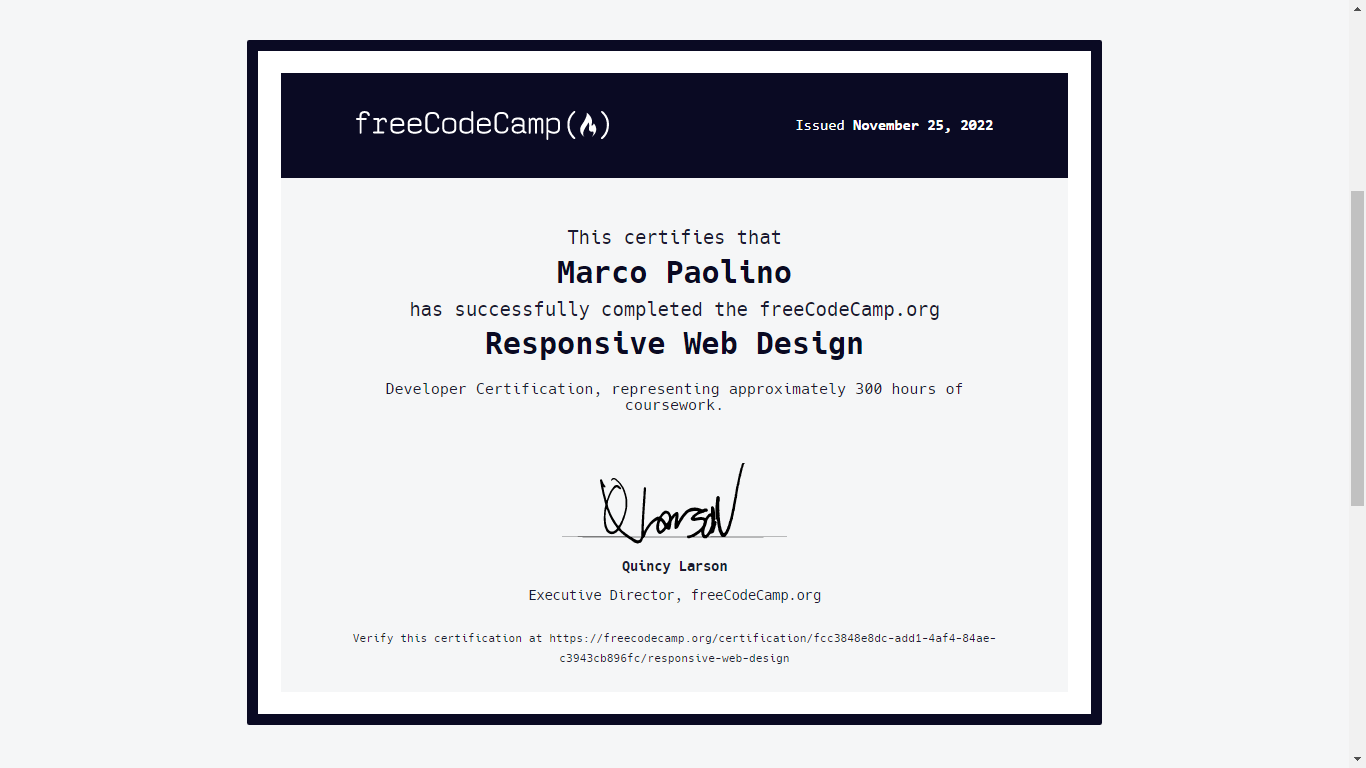 freeCodeCamp
Issued November 25, 2022
This certifies that
Marco Paolino
has successfully completed the freeCodeCamp.org
Responsive Web Design
Developer Certification, representing approximately 300 hours of
coursework.
Q Larson
Quincy Larson
Executive Director, freeCodeCamp.org
Verify this certification at https://freecodecamp.org/certification/fcc3848e8dc-add1-4af4-84ae-
c3943cb896fc/responsive-web-design